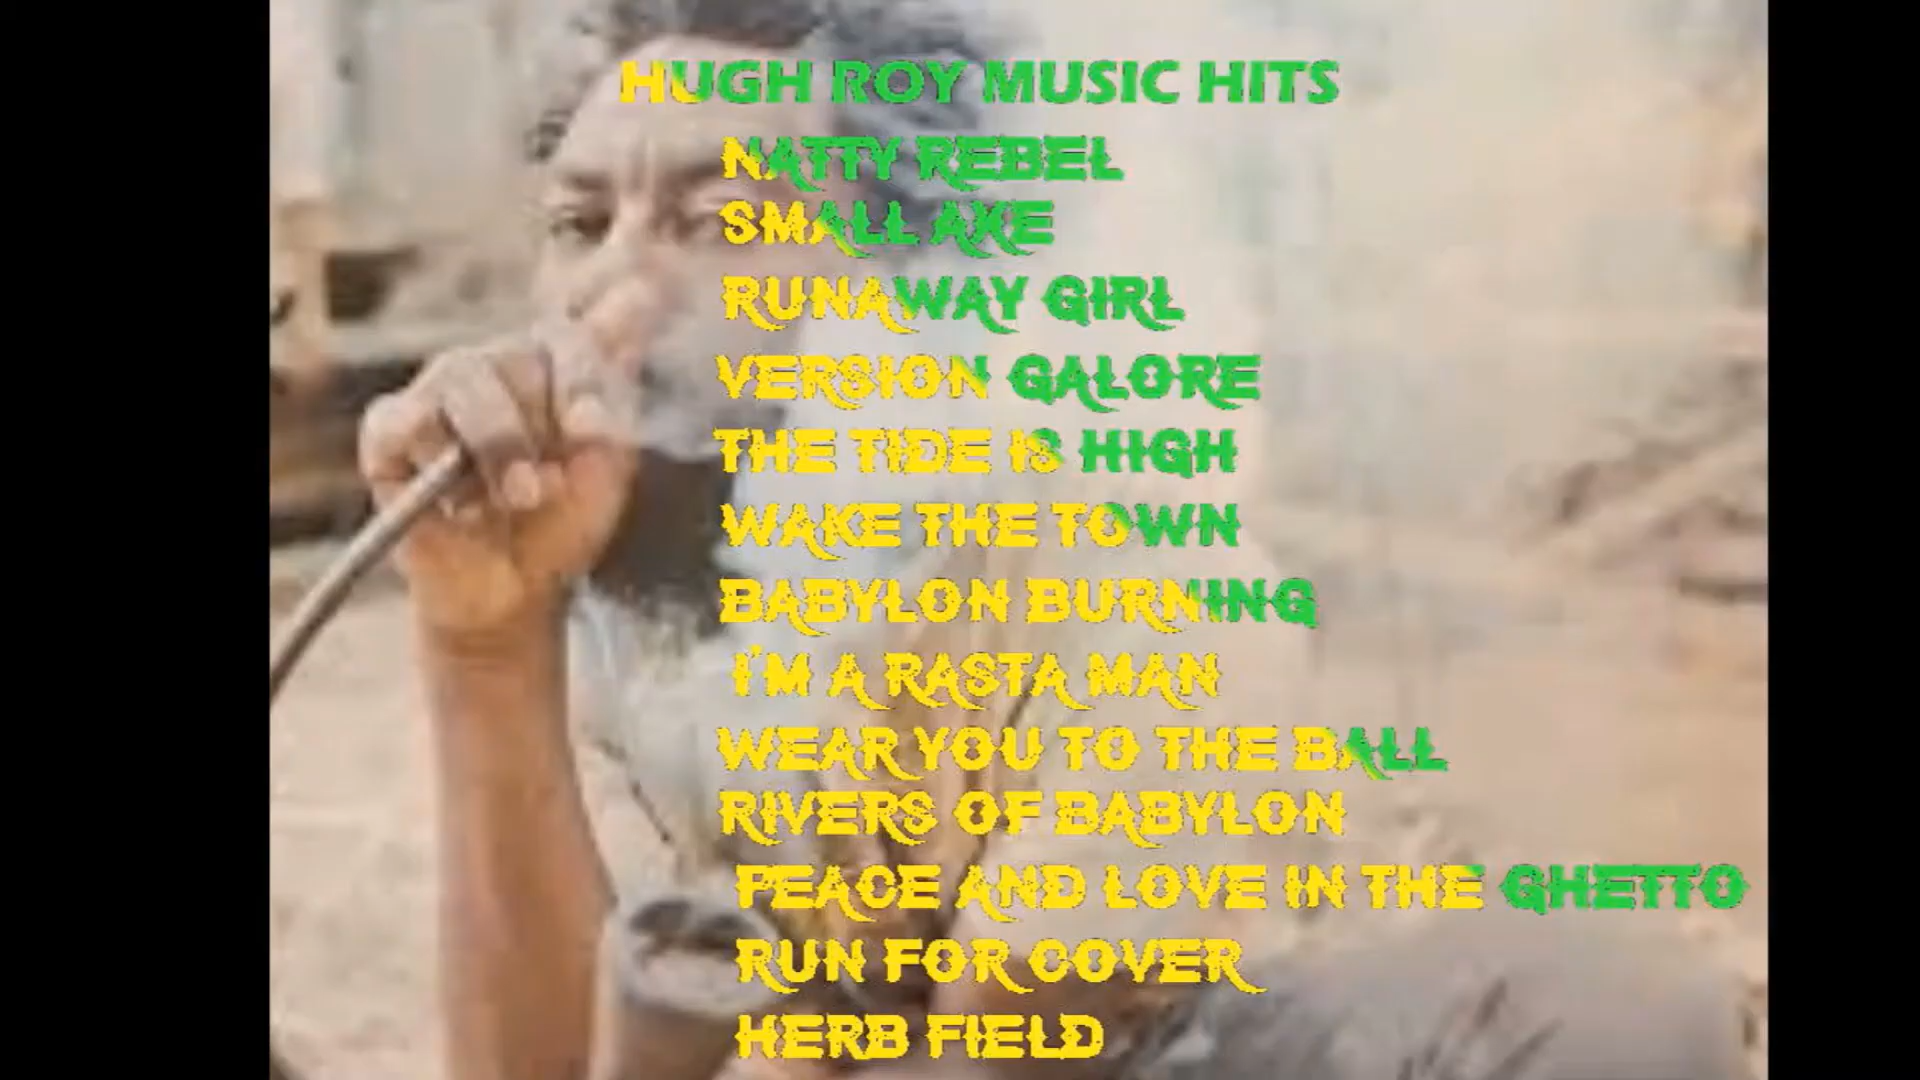 HUGH ROY MUSIC HITS
NATTY REBEL
SMALL AXE
RUNAWAY GIRL
VERSION GALORE
THE TIDE IS HIGH
WAKE THE TOWN
BABYLON BURNING
I'M A RASTA MAN
WEAR YOU TO THE BALL
RIVERS OF BABYLON
PEACE AND LOVE IN THE GHETTO
RUN FOR COVER
HERB FIELD